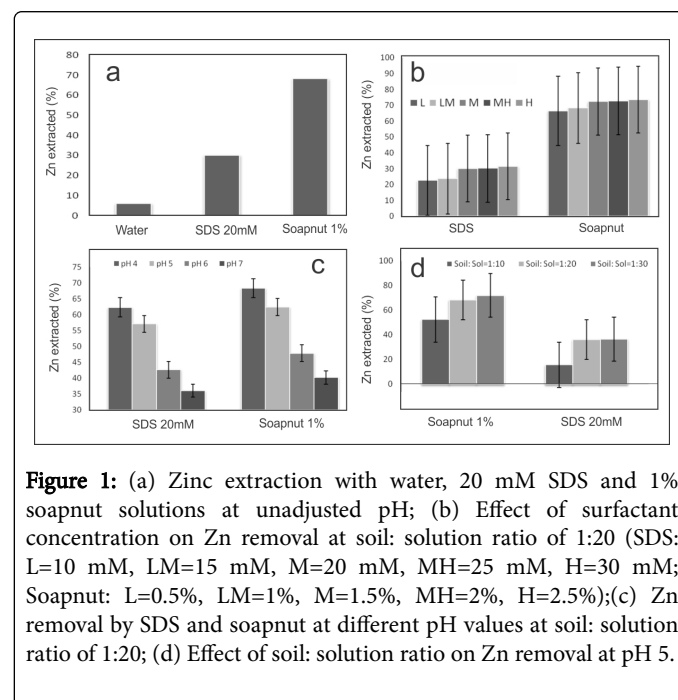 a
Zn extracted (%)
80
70
60
50
40
30
20
10
0
Water
SDS 20mM
Soapnut 1%
b
Zn extracted (%)
100
90
80
70
60
50
40
30
20
10
0
L LM M MH H
SDS
Soapnut
pH 4 pH 5 pH 6 pH 7
c
Zn extracted (%)
75
70
65
60
55
50
45
40
35
30
SDS 20mM
Soapnut 1%
Soil: Sol=1:10 Soil: Sol=1:20 Soil: Sol=1:30
d
Zn extracted (%)
100
80
60
40
20
0
Soapnut 1%
SDS 20mM
Figure 1: (a) Zinc extraction with water, 20 mM SDS and 1%
soapnut solutions at unadjusted pH; (b) Effect of surfactant
concentration on Zn removal at soil: solution ratio of 1:20 (SDS:
L=10 mM, LM=15 mM, M=20 mM, MH=25 mM, H=30 mM;
Soapnut: L=0.5%, LM=1%, M=1.5%, MH=2%, H=2.5%);(c) Zn
removal by SDS and soapnut at different pH values at soil: solution
ratio of 1:20; (d) Effect of soil: solution ratio on Zn removal at pH 5.